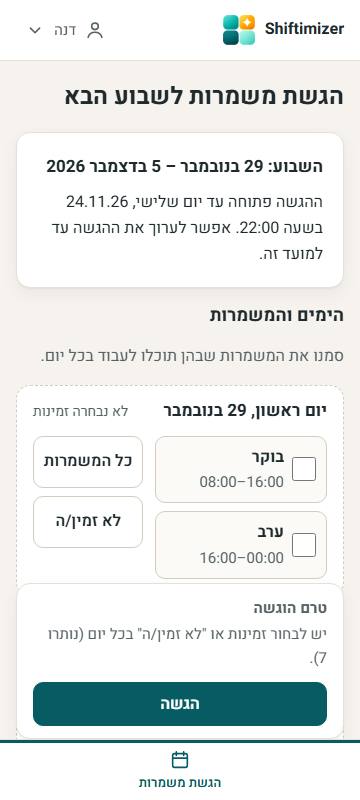 Shiftimizer
דנה
הגשת משמרות לשבוע הבא
השבוע: 29 בנובמבר – 5 בדצמבר 2026
ההגשה פתוחה עד יום שלישי, 24.11.26
בשעה 22:00. אפשר לערוך את ההגשה עד
למועד זה.
הימים והמשמרות
סמנו את המשמרות שבהן תוכלו לעבוד בכל יום.
יום ראשון, 29 בנובמבר
לא נבחרה זמינות
בוקר
08:00–16:00
ערב
16:00–00:00
כל המשמרות
לא זמין/ה
טרם הוגשה
יש לבחור זמינות או "לא זמין/ה" בכל יום (נותרו
7).
הגשה
הגשת משמרות